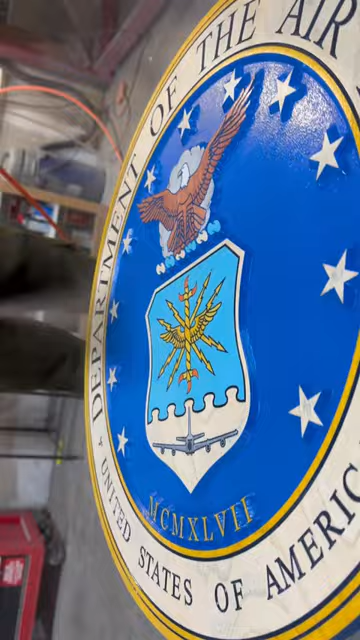 DEPARTMENT OF THE AIR
MCMXLVII
UNITED STATES OF AMERIC